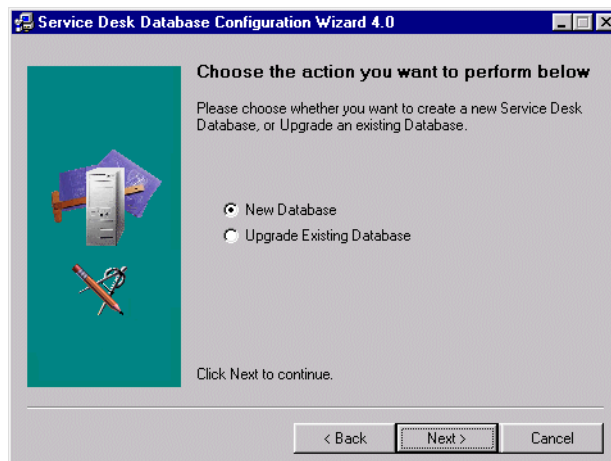 Service Desk Database Configuration Wizard 4.0
Choose the action you want to perform below
Please choose whether you want to create a new Service Desk
Database, or Upgrade an existing Database.
New Database
Upgrade Existing Database
Click Next to continue.
< Back
Next >
Cancel